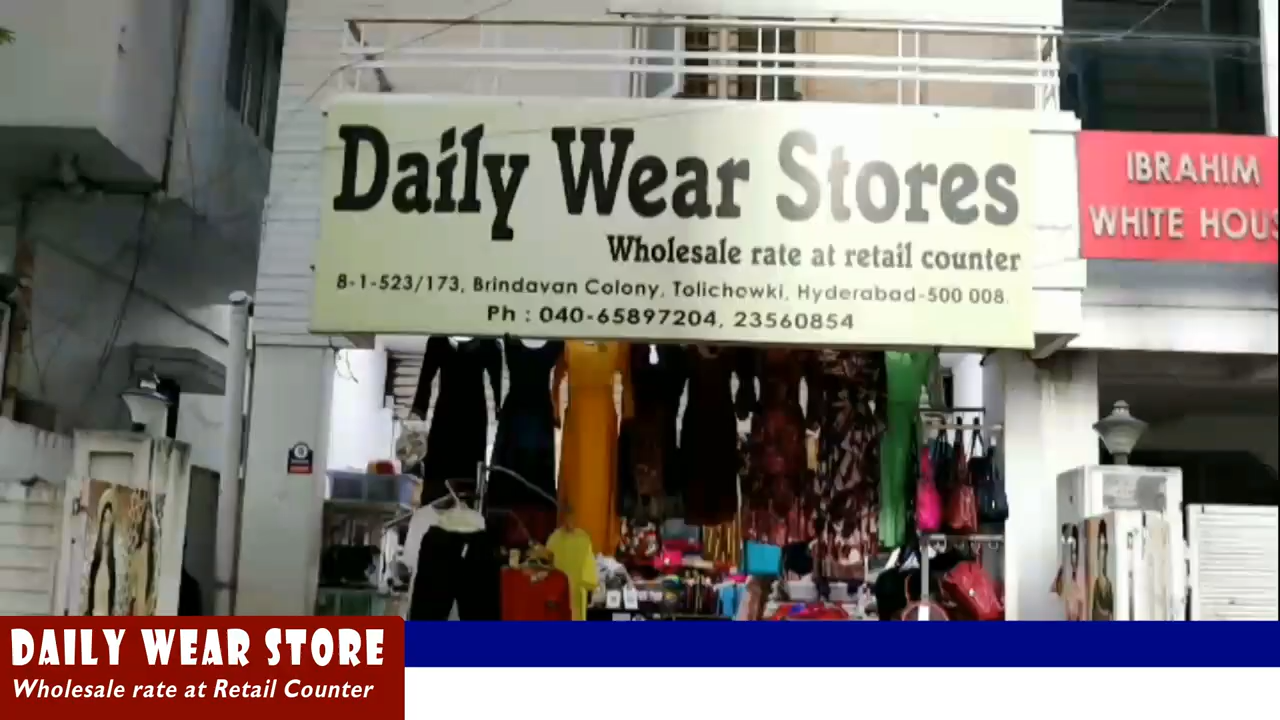 Daily Wear Stores
Wholesale rate at retail counter
8-1-523/173, Brindavan Colony, Tolichowki, Hyderabad-500 008.
Ph : 040-65897204, 23560854
IBRAHIM
WHITE HOUS
DAILY WEAR STORE
Wholesale rate at Retail Counter